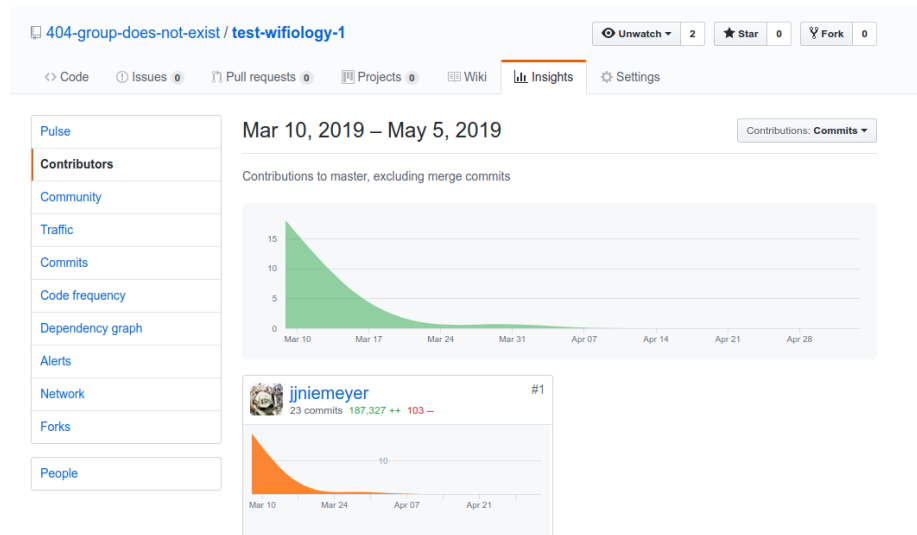 404-group-does-not-exist / test-wifiology-1
Unwatch 2 Star 0 Fork 0
Code Issues 0 Pull requests 0 Projects 0 Wiki Insights Settings
Pulse
Contributors
Community
Traffic
Commits
Code frequency
Dependency graph
Alerts
Network
Forks
People
Mar 10, 2019 – May 5, 2019
Contributions: Commits
Contributions to master, excluding merge commits
15
10
5
0
Mar 10 Mar 17 Mar 24 Mar 31 Apr 07 Apr 14 Apr 21 Apr 28
jjniemeyer #1
23 commits 187,327 ++ 103 --
10
Mar 10 Mar 24 Apr 07 Apr 21